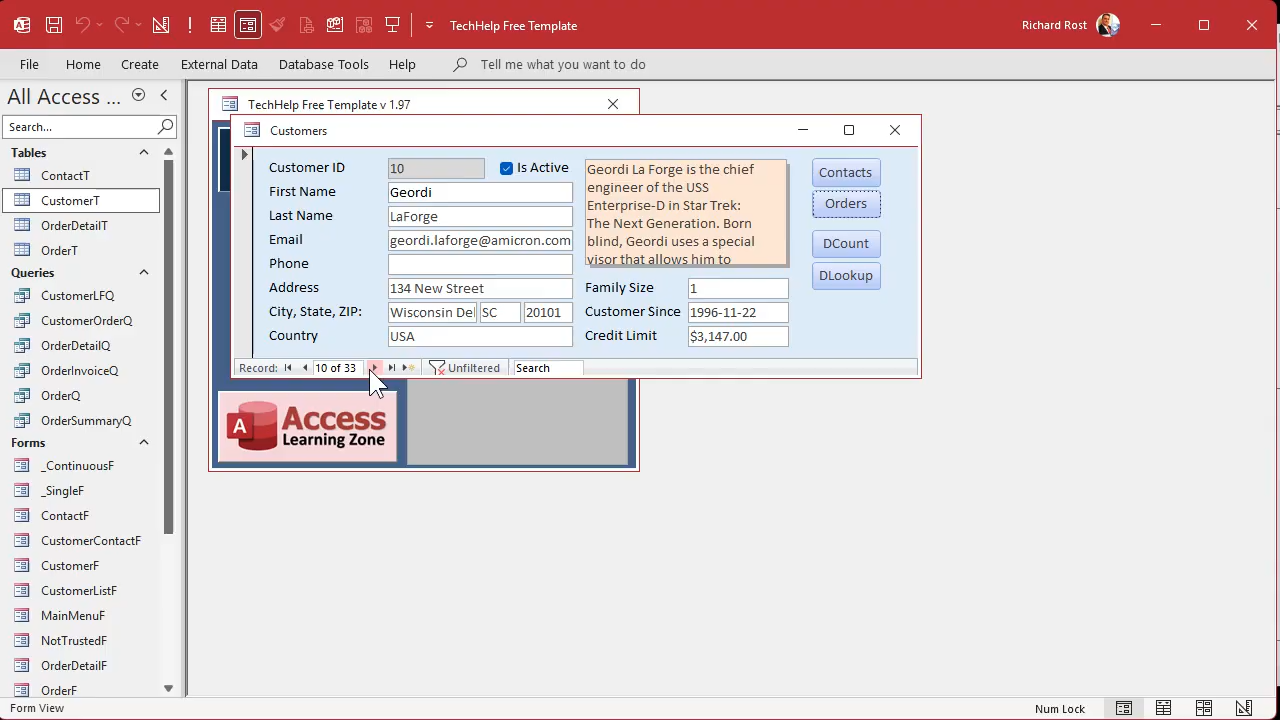 TechHelp Free Template
Richard Rost
File Home Create External Data Database Tools Help Tell me what you want to do
All Access ...
Search...
Tables
ContactT
CustomerT
OrderDetailT
OrderT
Queries
CustomerLFQ
CustomerOrderQ
OrderDetailQ
OrderInvoiceQ
OrderQ
OrderSummaryQ
Forms
_ContinuousF
_SingleF
ContactF
CustomerContactF
CustomerF
CustomerListF
MainMenuF
NotTrustedF
OrderDetailF
OrderF
TechHelp Free Template v 1.97
Customers
Customer ID 10 Is Active
First Name Geordi
Last Name LaForge
Email geordi.laforge@amicron.com
Phone
Address 134 New Street
City, State, ZIP: Wisconsin Del SC 20101
Country USA
Geordi La Forge is the chief
engineer of the USS
Enterprise-D in Star Trek:
The Next Generation. Born
blind, Geordi uses a special
visor that allows him to
Family Size 1
Customer Since 1996-11-22
Credit Limit $3,147.00
Contacts
Orders
DCount
DLookup
Record: 10 of 33 Unfiltered Search
A Access
Learning Zone
Form View
Num Lock